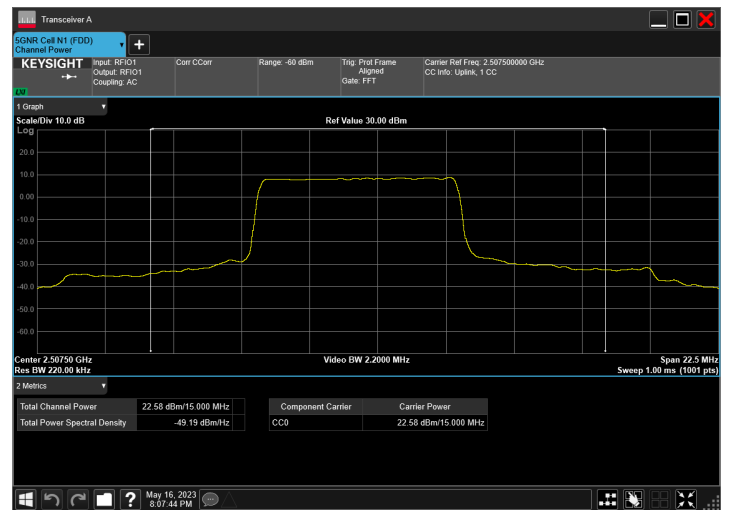 Transceiver A
5GNR Cell N1 (FDD)
Channel Power
KEYSIGHT
LXI
Input: RFIO1
Output: RFIO1
Coupling: AC
Corr CCorr
Range: -60 dBm
Trig: Prot Frame
Aligned
Gate: FFT
Carrier Ref Freq: 2.507500000 GHz
CC Info: Uplink, 1 CC
1 Graph
Scale/Div 10.0 dB
Ref Value 30.00 dBm
Log
20.0
10.0
0.00
-10.0
-20.0
-30.0
-40.0
-50.0
-60.0
Center 2.50750 GHz
Video BW 2.2000 MHz
Span 22.5 MHz
Res BW 220.00 kHz
Sweep 1.00 ms (1001 pts)
2 Metrics
Total Channel Power 22.58 dBm/15.000 MHz
Total Power Spectral Density -49.19 dBm/Hz
Component Carrier Carrier Power
CC0 22.58 dBm/15.000 MHz
?
May 16, 2023
8:07:44 PM